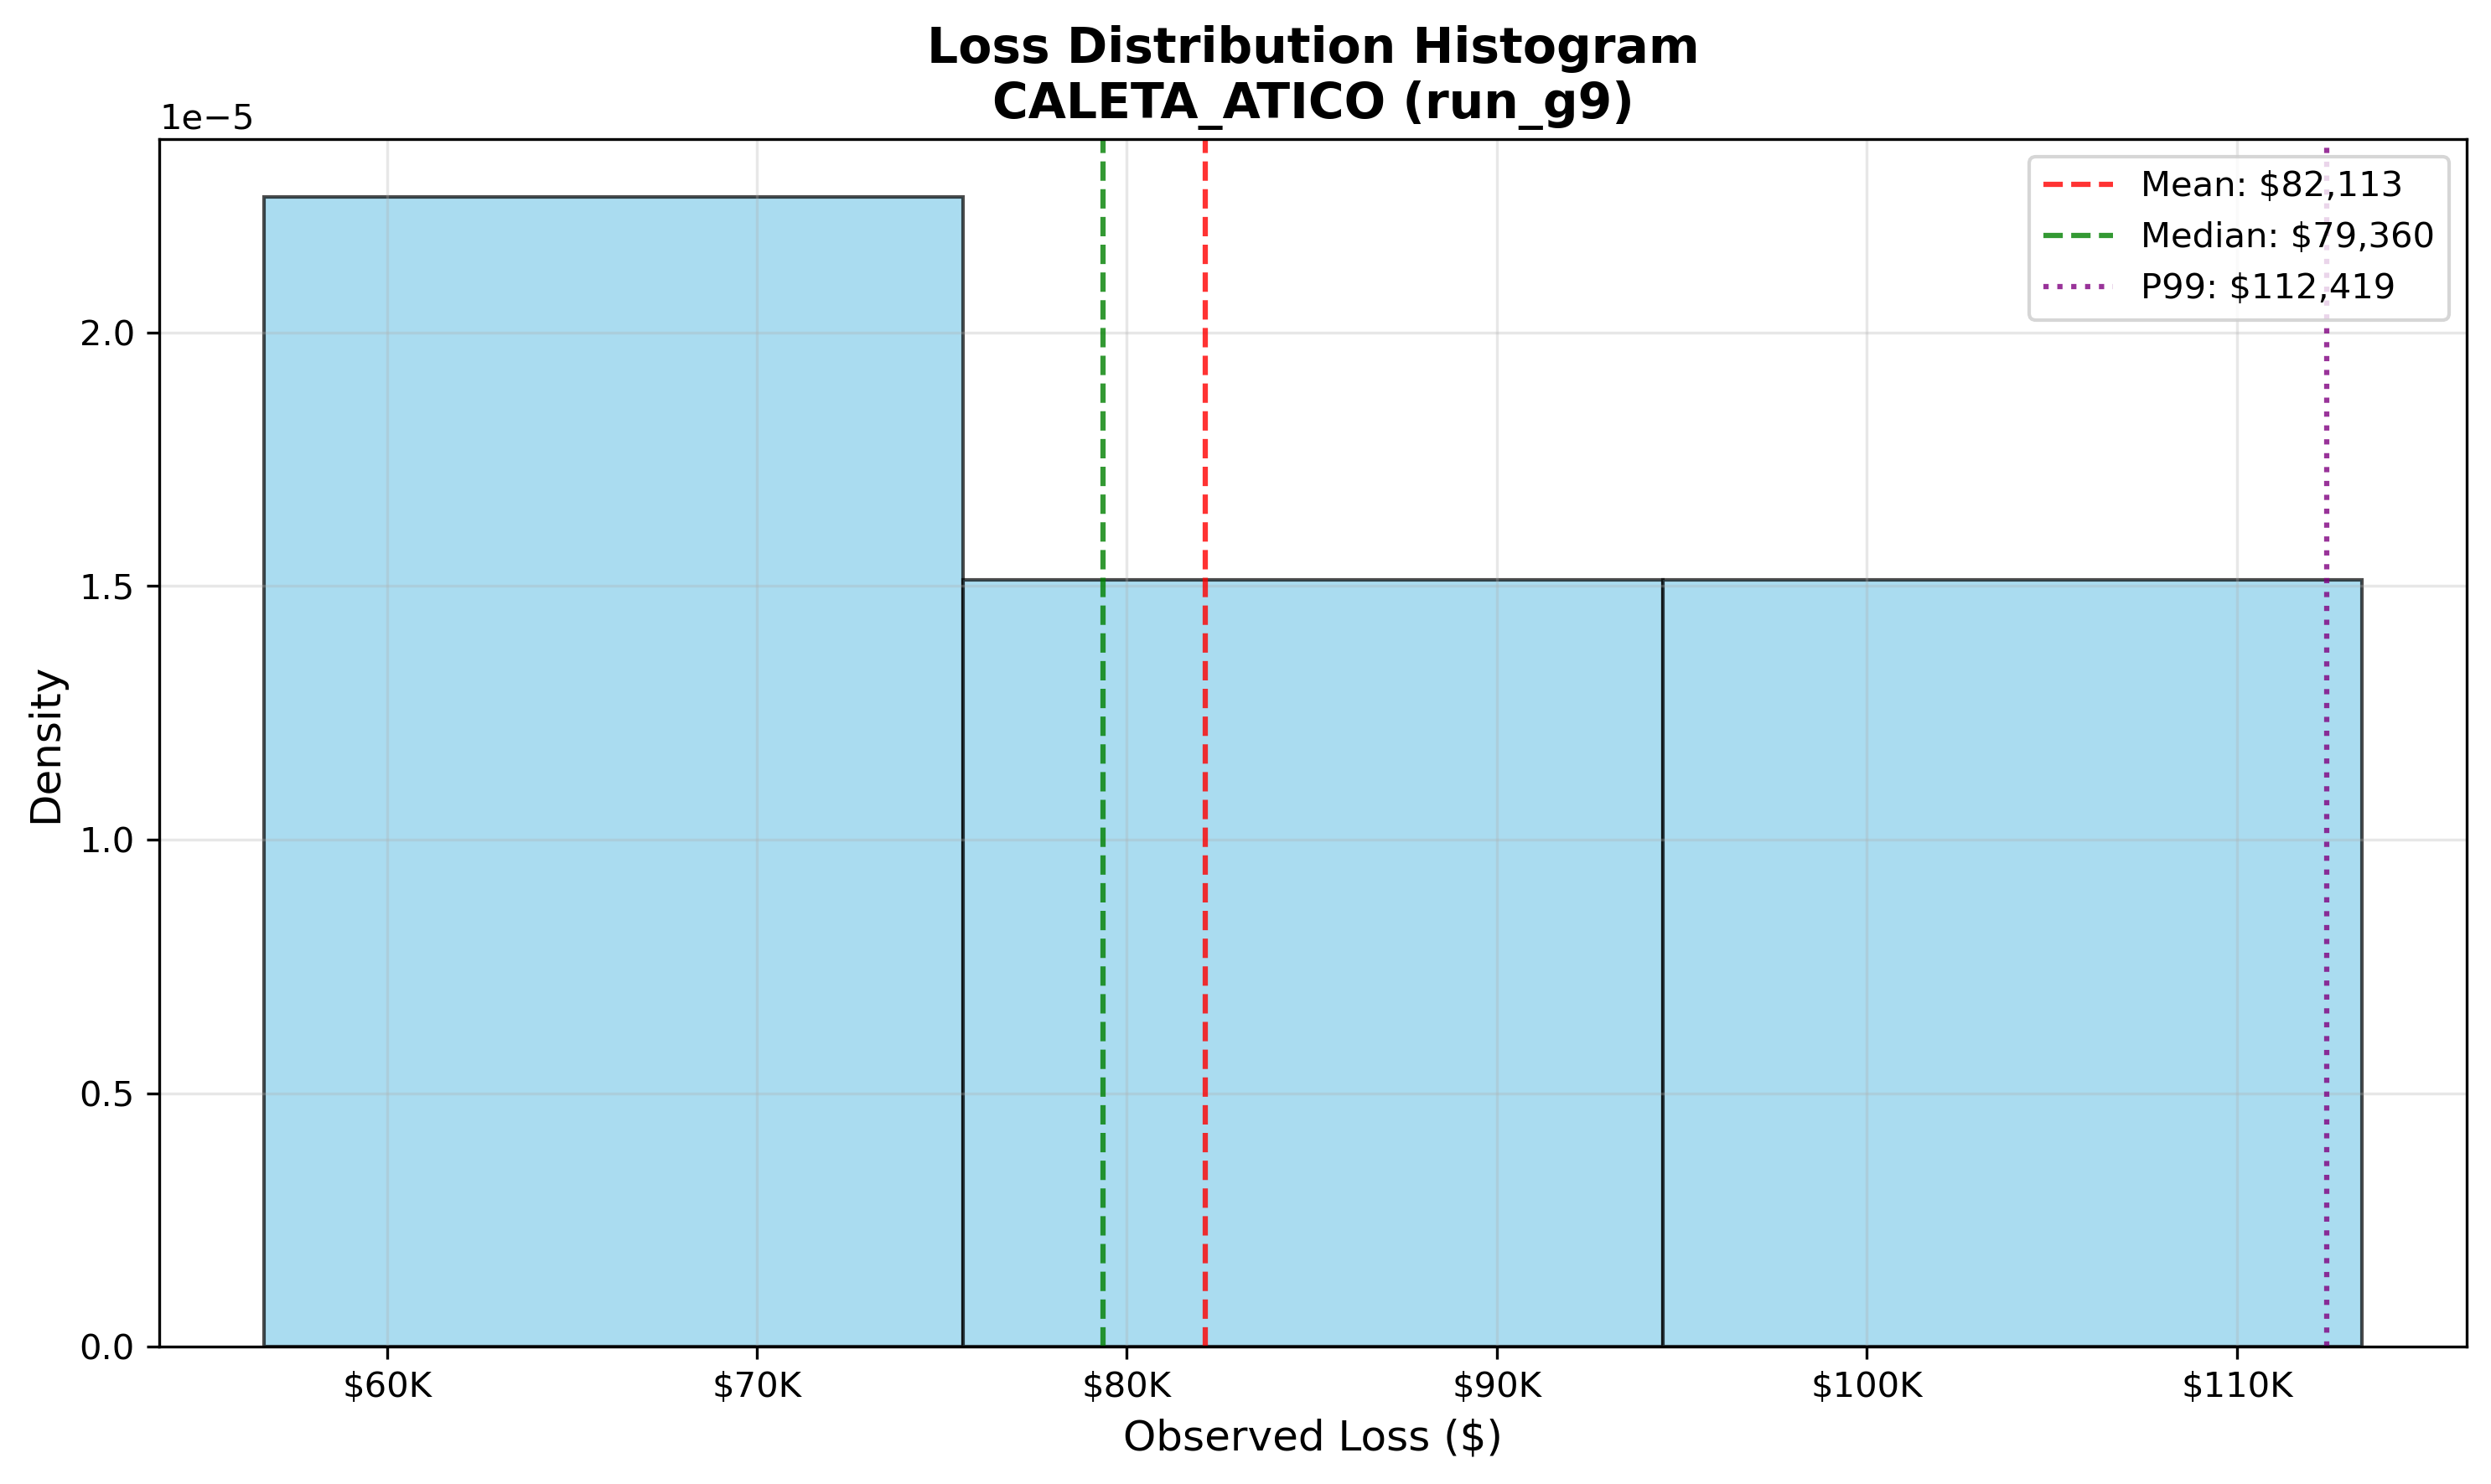 Loss Distribution Histogram
CALETA_ATICO (run_g9)
1e−5
Mean: $82,113
Median: $79,360
P99: $112,419
2.0
1.5
1.0
0.5
0.0
Density
$60K $70K $80K $90K $100K $110K
Observed Loss ($)